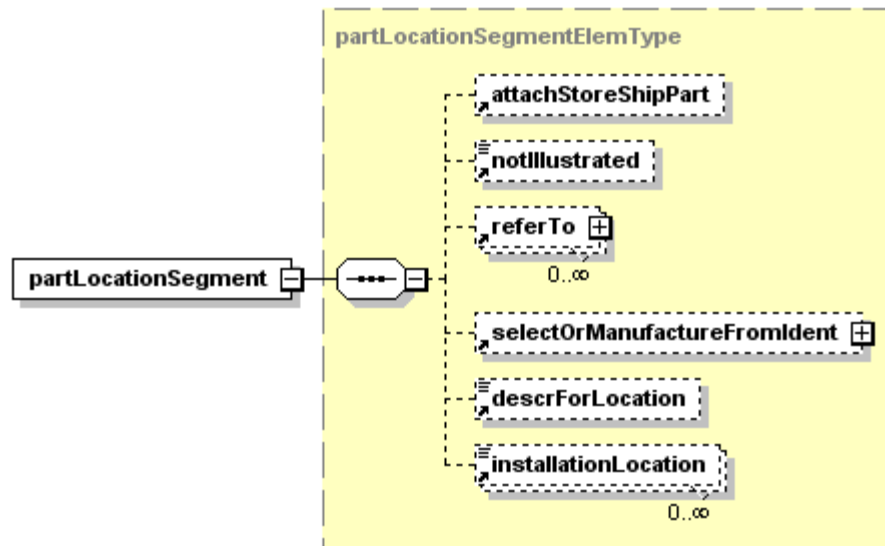 partLocationSegmentElemType
attachStoreShipPart
notIllustrated
referTo
0..∞
partLocationSegment
selectOrManufactureFromIdent
descrForLocation
installationLocation
0..∞